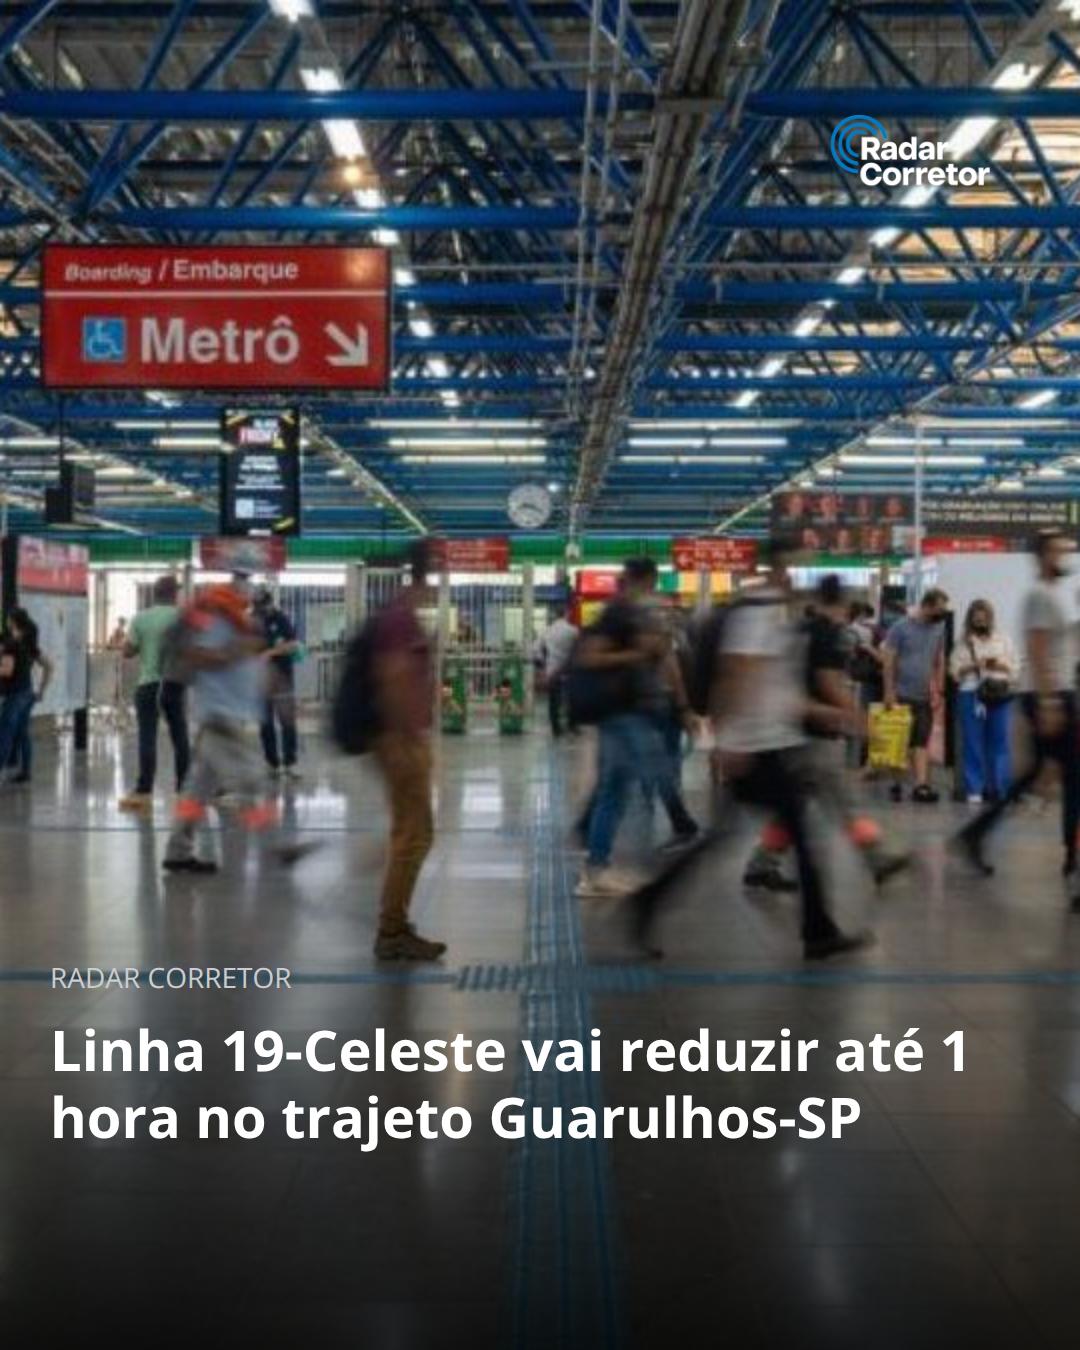 Radar
Corretor
Boarding / Embarque
Metrô
RADAR CORRETOR
Linha 19-Celeste vai reduzir até 1
hora no trajeto Guarulhos-SP